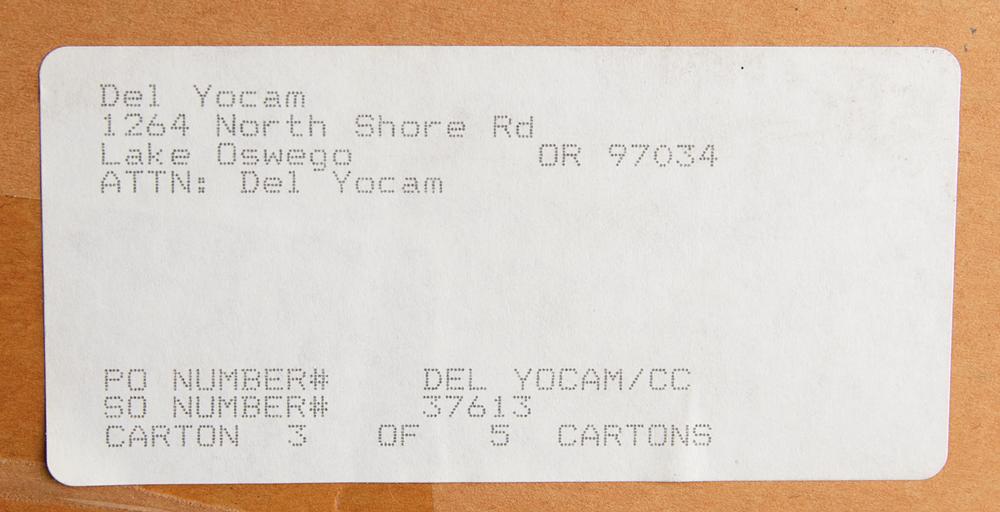 Del Yocam
1264 North Shore Rd
Lake Oswego OR 97034
ATTN: Del Yocam
PO NUMBER# DEL YOCAM/CC
SO NUMBER# 37613
CARTON 3 OF 5 CARTONS